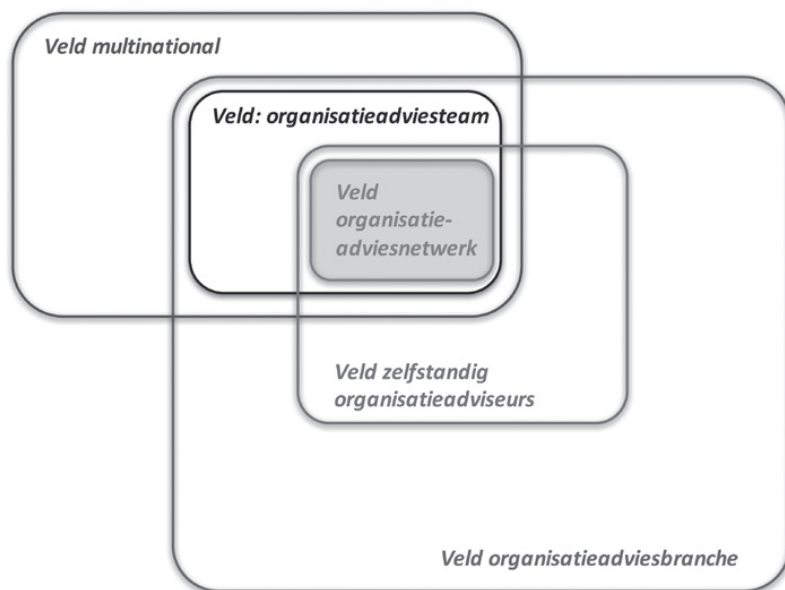 Veld multinational
Veld: organisatieadviesteam
Veld
organisatie-
adviesnetwerk
Veld zelfstandig
organisatieadviseurs
Veld organisatieadviesbranche